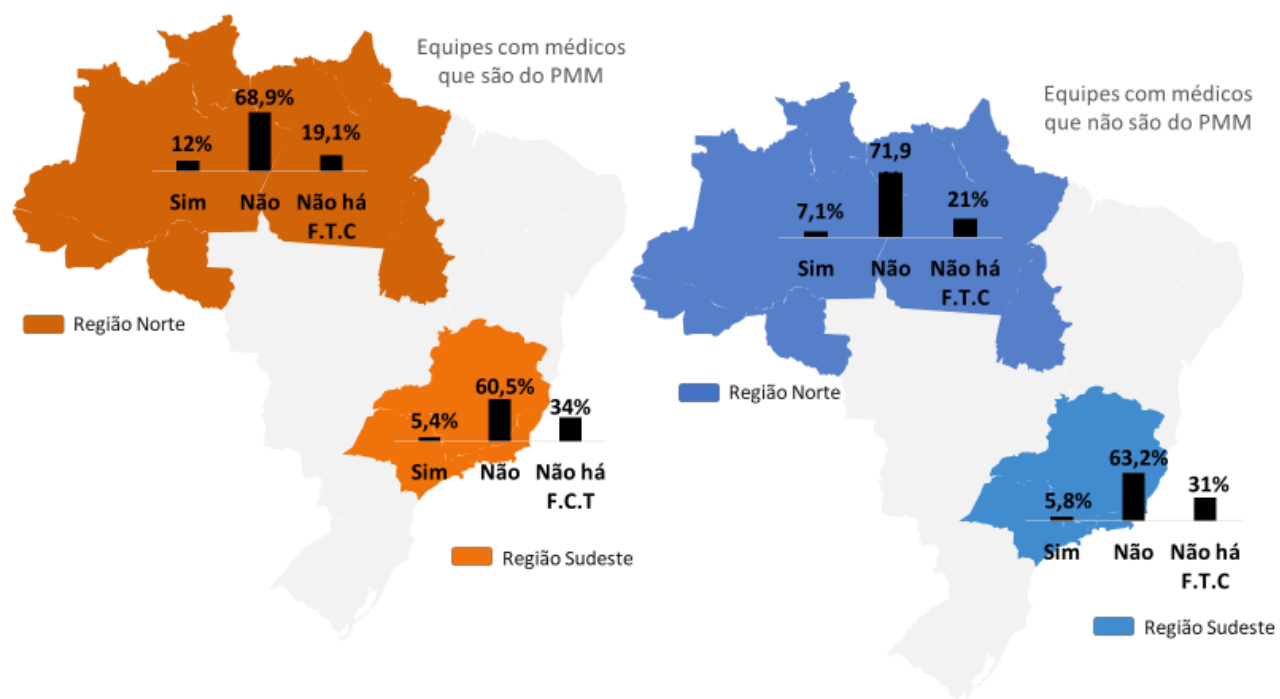 Equipes com médicos
que são do PMM
68,9%
12%
19,1%
Sim Não Não há
F.T.C
Região Norte
60,5%
5,4%
34%
Sim Não Não há
F.C.T
Região Sudeste
Equipes com médicos
que não são do PMM
71,9
7,1%
21%
Sim Não Não há
F.T.C
Região Norte
63,2%
5,8%
31%
Sim Não Não há
F.T.C
Região Sudeste